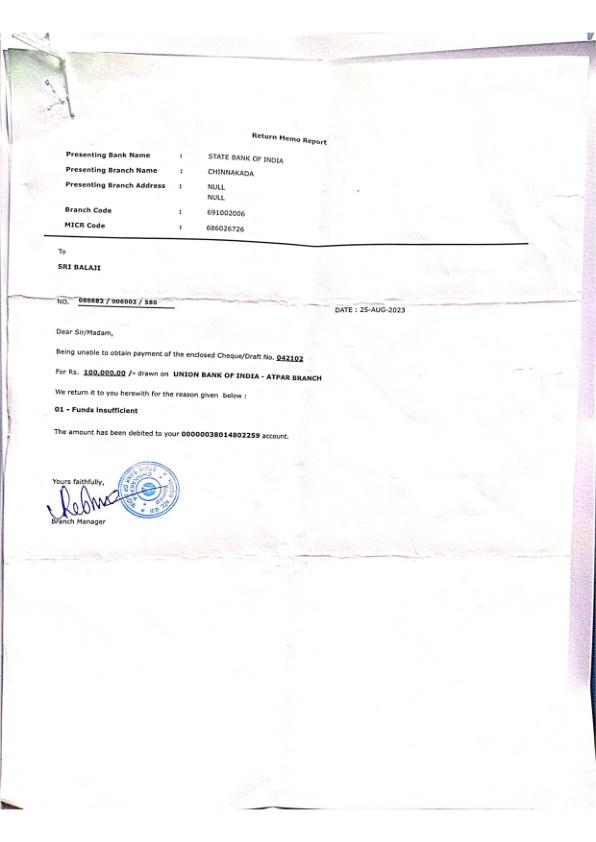 Return Memo Report
Presenting Bank Name : STATE BANK OF INDIA
Presenting Branch Name : CHINNAKADA
Presenting Branch Address : NULL
NULL
Branch Code : 691002006
MICR Code : 686026726
To
SRI BALAJI
NO. 086682 / 006002 / 580
DATE : 25-AUG-2023
Dear Sir/Madam,
Being unable to obtain payment of the enclosed Cheque/Draft No. 042102
For Rs. 100,000.00 /- drawn on UNION BANK OF INDIA - ATPAR BRANCH
We return it to you herewith for the reason given below :
01 - Funds insufficient
The amount has been debited to your 00000038014802259 account.
Yours faithfully,
Branch Manager